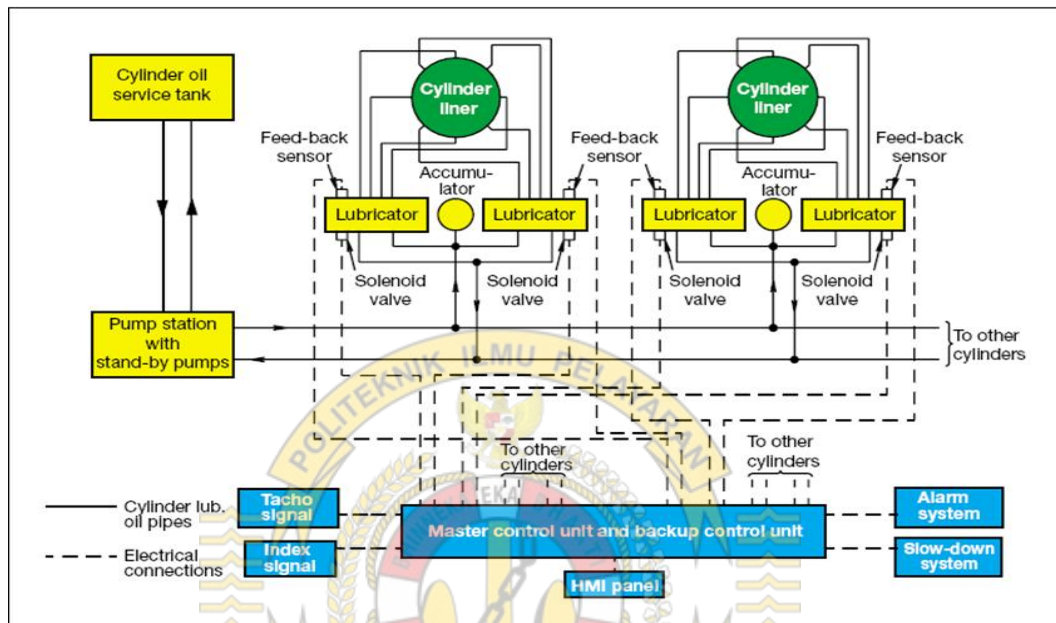 Cylinder oil
service tank
Cylinder
liner
Cylinder
liner
Feed-back
sensor
Feed-back
sensor
Feed-back
sensor
Feed-back
sensor
Accumu-
lator
Accumu-
lator
Lubricator
Lubricator
Lubricator
Lubricator
Solenoid
valve
Solenoid
valve
Solenoid
valve
Solenoid
valve
Pump station
with
stand-by pumps
To other
cylinders
POLITEKNIK ILMU PELAYARAN
To other
cylinders
To other
cylinders
Cylinder lub.
oil pipes
Electrical
connections
Tacho
signal
Index
signal
Master control unit and backup control unit
HMI panel
Alarm
system
Slow-down
system